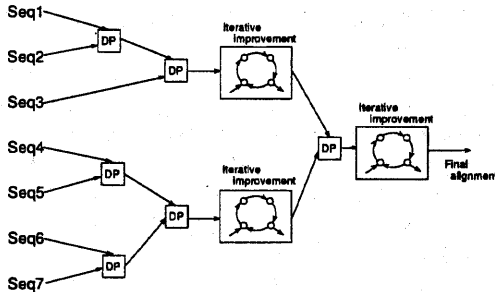 Seq1
Seq2
Seq3
Seq4
Seq5
Seq6
Seq7
DP
DP
DP
DP
DP
DP
Iterative
improvement
Iterative
improvement
Iterative
improvement
Final
alignment